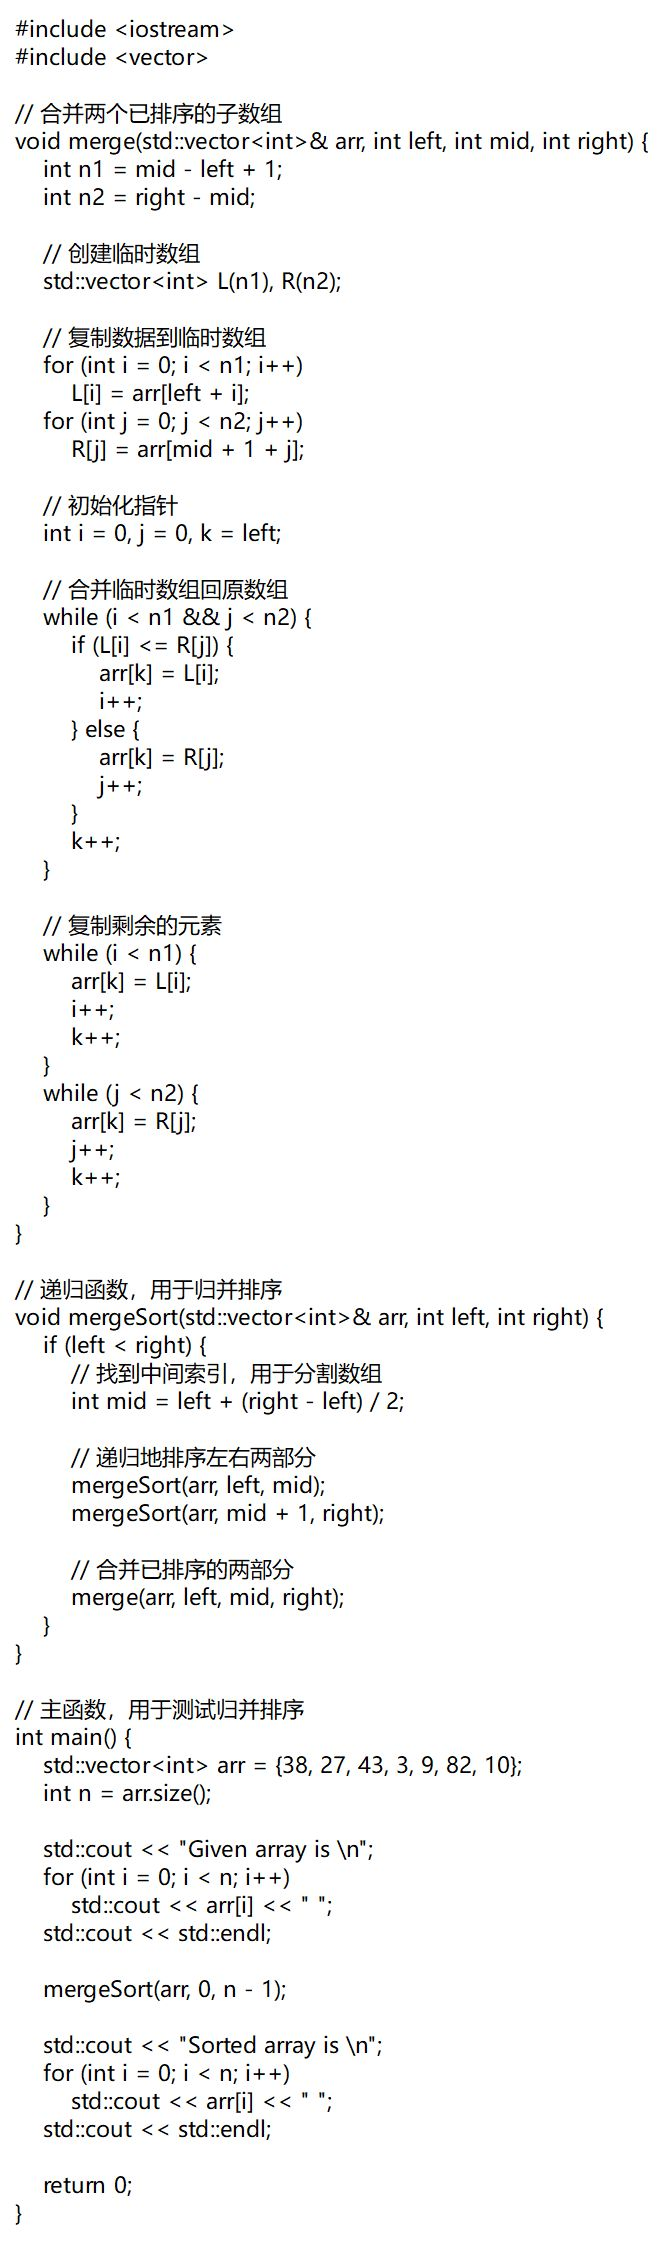 #include <iostream>
#include <vector>

// 合并两个已排序的子数组
void merge(std::vector<int>& arr, int left, int mid, int right) {
    int n1 = mid - left + 1;
    int n2 = right - mid;

    // 创建临时数组
    std::vector<int> L(n1), R(n2);

    // 复制数据到临时数组
    for (int i = 0; i < n1; i++)
        L[i] = arr[left + i];
    for (int j = 0; j < n2; j++)
        R[j] = arr[mid + 1 + j];

    // 初始化指针
    int i = 0, j = 0, k = left;

    // 合并临时数组回原数组
    while (i < n1 && j < n2) {
        if (L[i] <= R[j]) {
            arr[k] = L[i];
            i++;
        } else {
            arr[k] = R[j];
            j++;
        }
        k++;
    }

    // 复制剩余的元素
    while (i < n1) {
        arr[k] = L[i];
        i++;
        k++;
    }
    while (j < n2) {
        arr[k] = R[j];
        j++;
        k++;
    }
}

// 递归函数，用于归并排序
void mergeSort(std::vector<int>& arr, int left, int right) {
    if (left < right) {
        // 找到中间索引，用于分割数组
        int mid = left + (right - left) / 2;

        // 递归地排序左右两部分
        mergeSort(arr, left, mid);
        mergeSort(arr, mid + 1, right);

        // 合并已排序的两部分
        merge(arr, left, mid, right);
    }
}

// 主函数，用于测试归并排序
int main() {
    std::vector<int> arr = {38, 27, 43, 3, 9, 82, 10};
    int n = arr.size();

    std::cout << "Given array is \n";
    for (int i = 0; i < n; i++)
        std::cout << arr[i] << " ";
    std::cout << std::endl;

    mergeSort(arr, 0, n - 1);

    std::cout << "Sorted array is \n";
    for (int i = 0; i < n; i++)
        std::cout << arr[i] << " ";
    std::cout << std::endl;

    return 0;
}